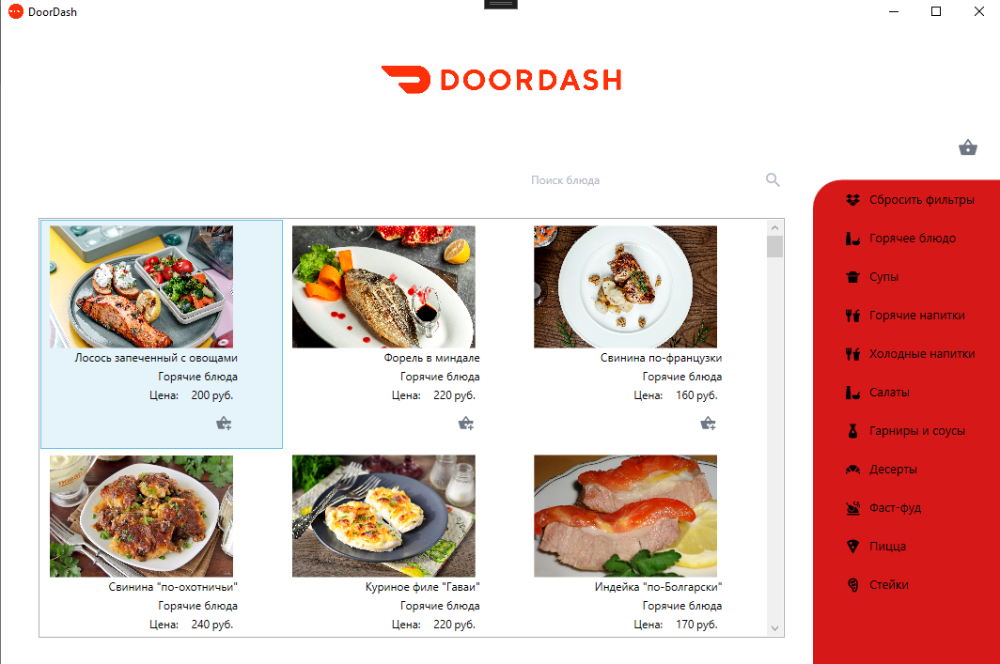 DoorDash
DOORDASH
Поиск блюда
Сбросить фильтры
Горячее блюдо
Супы
Горячие напитки
Холодные напитки
Салаты
Гарниры и соусы
Десерты
Фаст-фуд
Пицца
Стейки
Лосось запеченный с овощами
Горячие блюда
Цена: 200 руб.
Форель в миндале
Горячие блюда
Цена: 220 руб.
Свинина по-французки
Горячие блюда
Цена: 160 руб.
Свинина "по-охотничьи"
Горячие блюда
Цена: 240 руб.
Куриное филе "Гаваи"
Горячие блюда
Цена: 220 руб.
Индейка "по-Болгарски"
Горячие блюда
Цена: 170 руб.